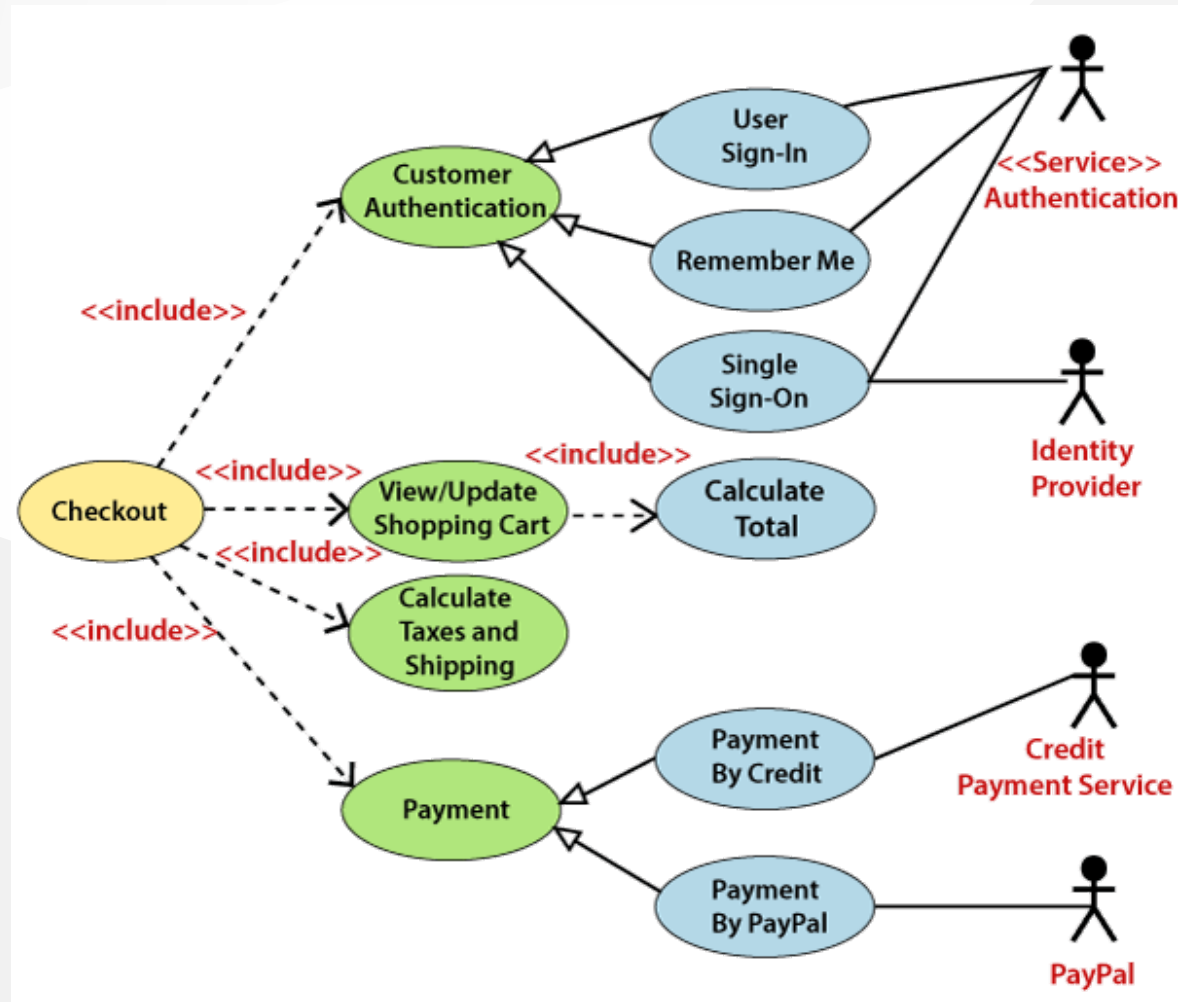 User
Sign-In
<<Service>>
Authentication
Customer
Authentication
Remember Me
<<include>>
Single
Sign-On
Identity
Provider
<<include>>
<<include>>
Checkout
View/Update
Shopping Cart
Calculate
Total
<<include>>
Calculate
Taxes and
Shipping
<<include>>
Payment
By Credit
Credit
Payment Service
Payment
Payment
By PayPal
PayPal